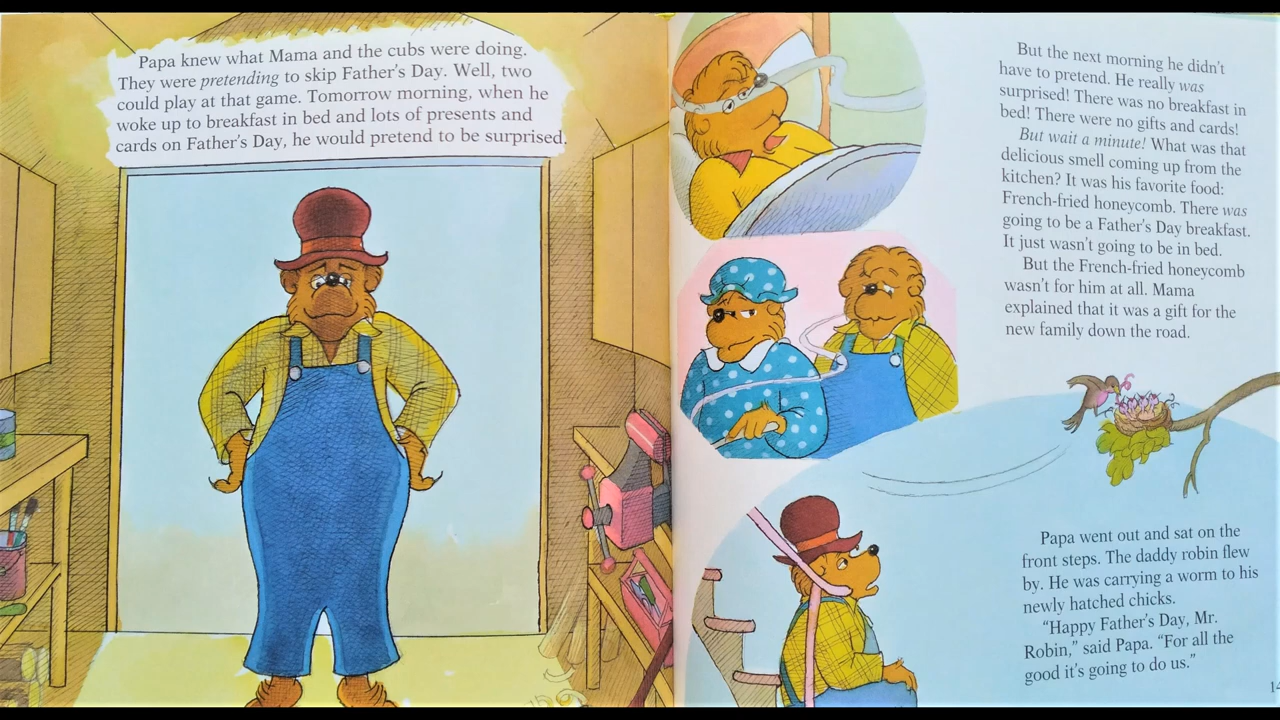 Papa knew what Mama and the cubs were doing.
They were pretending to skip Father's Day. Well, two
could play at that game. Tomorrow morning, when he
woke up to breakfast in bed and lots of presents and
cards on Father's Day, he would pretend to be surprised.
But the next morning he didn't
have to pretend. He really was
surprised! There was no breakfast in
bed! There were no gifts and cards!
But wait a minute! What was that
delicious smell coming up from the
kitchen? It was his favorite food:
French-fried honeycomb. There was
going to be a Father's Day breakfast.
It just wasn't going to be in bed.
But the French-fried honeycomb
wasn't for him at all. Mama
explained that it was a gift for the
new family down the road.
Papa went out and sat on the
front steps. The daddy robin flew
by. He was carrying a worm to his
newly hatched chicks.
"Happy Father's Day, Mr.
Robin," said Papa. "For all the
good it's going to do us."